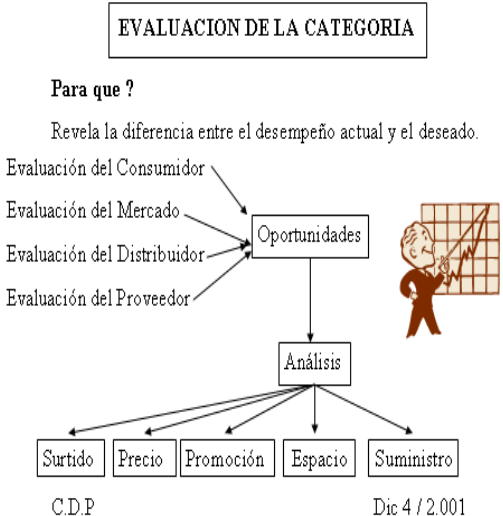 EVALUACION DE LA CATEGORIA
Para que ?
Revela la diferencia entre el desempeño actual y el deseado.
Evaluación del Consumidor
Evaluación del Mercado
Evaluación del Distribuidor
Evaluación del Proveedor
Oportunidades
Análisis
Surtido
Precio
Promoción
Espacio
Suministro
C.D.P
Dic 4 / 2.001